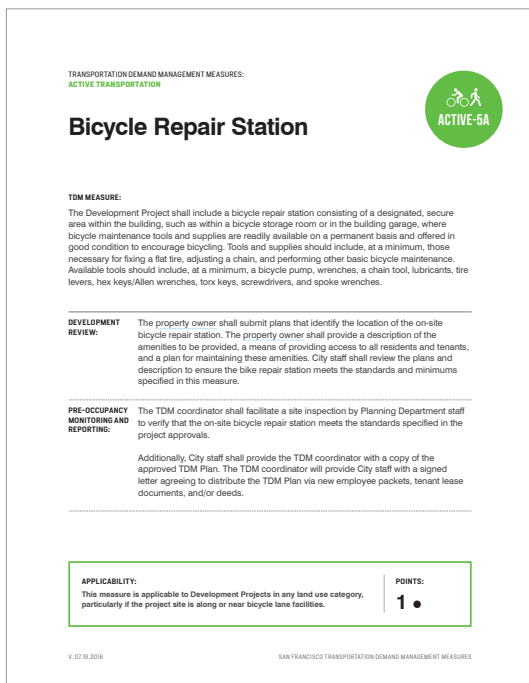 TRANSPORTATION DEMAND MANAGEMENT MEASURES:
ACTIVE TRANSPORTATION
ACTIVE-5A
Bicycle Repair Station
TDM MEASURE:
The Development Project shall include a bicycle repair station consisting of a designated, secure
area within the building, such as within a bicycle storage room or in the building garage, where
bicycle maintenance tools and supplies are readily available on a permanent basis and offered in
good condition to encourage bicycling. Tools and supplies should include, at a minimum, those
necessary for fixing a flat tire, adjusting a chain, and performing other basic bicycle maintenance.
Available tools should include, at a minimum, a bicycle pump, wrenches, a chain tool, lubricants, tire
levers, hex keys/Allen wrenches, torx keys, screwdrivers, and spoke wrenches.
DEVELOPMENT
REVIEW:
The property owner shall submit plans that identify the location of the on-site
bicycle repair station. The property owner shall provide a description of the
amenities to be provided, a means of providing access to all residents and tenants,
and a plan for maintaining these amenities. City staff shall review the plans and
description to ensure the bike repair station meets the standards and minimums
specified in this measure.
PRE-OCCUPANCY
MONITORING AND
REPORTING:
The TDM coordinator shall facilitate a site inspection by Planning Department staff
to verify that the on-site bicycle repair station meets the standards specified in the
project approvals.
Additionally, City staff shall provide the TDM coordinator with a copy of the
approved TDM Plan. The TDM coordinator will provide City staff with a signed
letter agreeing to distribute the TDM Plan via new employee packets, tenant lease
documents, and/or deeds.
APPLICABILITY:
This measure is applicable to Development Projects in any land use category,
particularly if the project site is along or near bicycle lane facilities.
POINTS:
1 ●
V. 07.19.2016
SAN FRANCISCO TRANSPORTATION DEMAND MANAGEMENT MEASURES